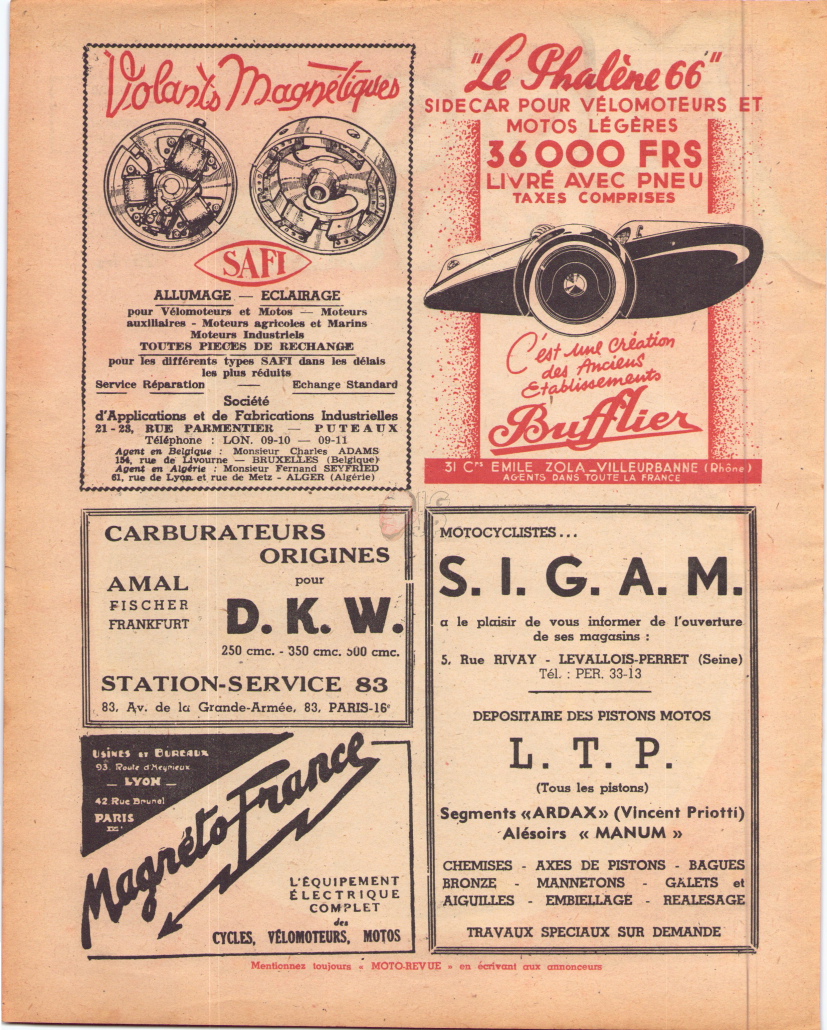 Volants Magnétiques
SAFI
ALLUMAGE — ECLAIRAGE
pour Vélomoteurs et Motos — Moteurs
auxiliaires - Moteurs agricoles et Marins
Moteurs Industriels
TOUTES PIECES DE RECHANGE
pour les différents types SAFI dans les délais
les plus réduits
Service Réparation — Echange Standard
Société
d'Applications et de Fabrications Industrielles
21-23, RUE PARMENTIER — PUTEAUX
Téléphone : LON. 09-10 — 09-11
Agent en Belgique : Monsieur Charles ADAMS
154, rue de Livourne — BRUXELLES (Belgique)
Agent en Algérie : Monsieur Fernand SEYFRIED
61, rue de Lyon et rue de Metz - ALGER (Algérie)
"Le Phalène 66"
SIDECAR POUR VÉLOMOTEURS ET
MOTOS LÉGÈRES
36000 FRS
LIVRÉ AVEC PNEU
TAXES COMPRISES
C'est une création
des Anciens
Etablissements
Bufflier
31 Crs EMILE ZOLA_VILLEURBANNE (Rhône)
AGENTS DANS TOUTE LA FRANCE
CARBURATEURS
ORIGINES
AMAL
FISCHER
FRANKFURT
pour
D. K. W.
250 cmc. - 350 cmc. 500 cmc.
STATION-SERVICE 83
83, Av. de la Grande-Armée, 83, PARIS-16e
MOTOCYCLISTES...
S. I. G. A. M.
a le plaisir de vous informer de l'ouverture
de ses magasins :
5, Rue RIVAY - LEVALLOIS-PERRET (Seine)
Tél. : PER. 33-13
DEPOSITAIRE DES PISTONS MOTOS
L. T. P.
(Tous les pistons)
Segments «ARDAX» (Vincent Priotti)
Alésoirs « MANUM »
CHEMISES - AXES DE PISTONS - BAGUES
BRONZE - MANNETONS - GALETS et
AIGUILLES - EMBIELLAGE - REALESAGE
TRAVAUX SPECIAUX SUR DEMANDE
USINES ET BUREAUX
93, Route d'Heyrieux
— LYON —
42 Rue Brunel
PARIS
Magnéto France
L'ÉQUIPEMENT
ÉLECTRIQUE
COMPLET
des
CYCLES, VÉLOMOTEURS, MOTOS
Mentionnez toujours « MOTO-REVUE » en écrivant aux annonceurs